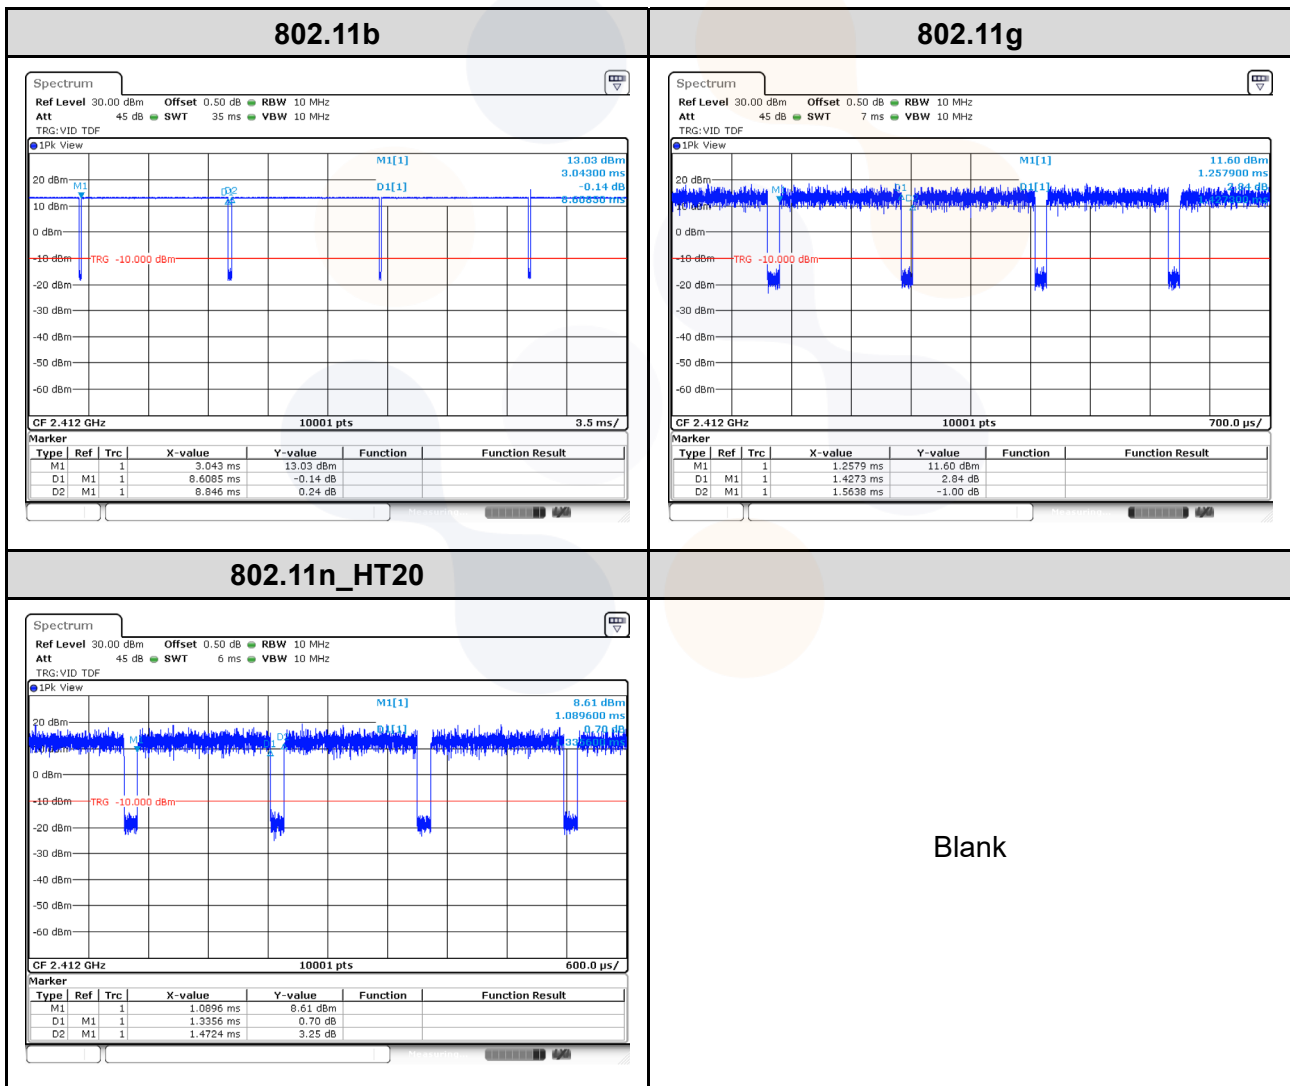 802.11b
Spectrum
Ref Level 30.00 dBm Offset 0.50 dB RBW 10 MHz
Att 45 dB SWT 35 ms VBW 10 MHz
TRG:VID TDF
1Pk View
M1[1] 13.03 dBm
3.04300 ms
D1[1] -0.14 dB
20 dBm
M1
D2
10 dBm
0 dBm
-10 dBm
TRG -10.000 dBm
-20 dBm
-30 dBm
-40 dBm
-50 dBm
-60 dBm
CF 2.412 GHz 10001 pts 3.5 ms/
Marker
Type Ref Trc X-value Y-value Function Function Result
M1 1 3.043 ms 13.03 dBm
D1 M1 1 8.6085 ms -0.14 dB
D2 M1 1 8.846 ms 0.24 dB
802.11g
Spectrum
Ref Level 30.00 dBm Offset 0.50 dB RBW 10 MHz
Att 45 dB SWT 7 ms VBW 10 MHz
TRG:VID TDF
1Pk View
M1[1] 11.60 dBm
1.257900 ms
D1[1] 2.84 dB
20 dBm
M1
D1
0 dBm
-10 dBm
TRG -10.000 dBm
-20 dBm
-30 dBm
-40 dBm
-50 dBm
-60 dBm
CF 2.412 GHz 10001 pts 700.0 µs/
Marker
Type Ref Trc X-value Y-value Function Function Result
M1 1 1.2579 ms 11.60 dBm
D1 M1 1 1.4273 ms 2.84 dB
D2 M1 1 1.5638 ms -1.00 dB
802.11n_HT20
Spectrum
Ref Level 30.00 dBm Offset 0.50 dB RBW 10 MHz
Att 45 dB SWT 6 ms VBW 10 MHz
TRG:VID TDF
1Pk View
M1[1] 8.61 dBm
1.089600 ms
D1[1] 0.70 dB
20 dBm
0 dBm
-10 dBm
TRG -10.000 dBm
-20 dBm
-30 dBm
-40 dBm
-50 dBm
-60 dBm
CF 2.412 GHz 10001 pts 600.0 µs/
Marker
Type Ref Trc X-value Y-value Function Function Result
M1 1 1.0896 ms 8.61 dBm
D1 M1 1 1.3356 ms 0.70 dB
D2 M1 1 1.4724 ms 3.25 dB
Blank